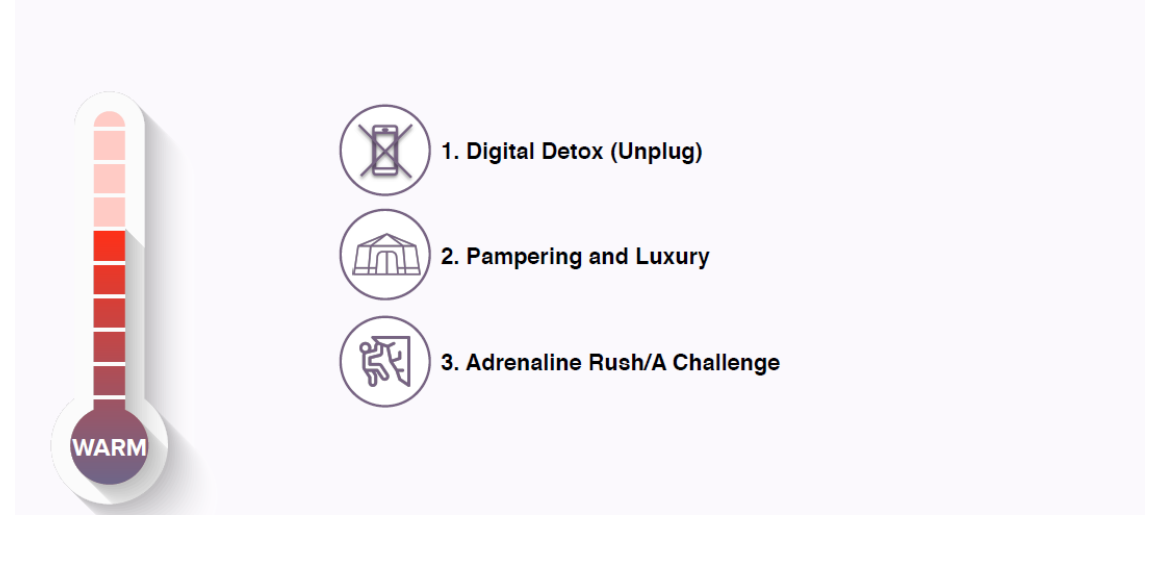 1. Digital Detox (Unplug)
2. Pampering and Luxury
3. Adrenaline Rush/A Challenge
WARM